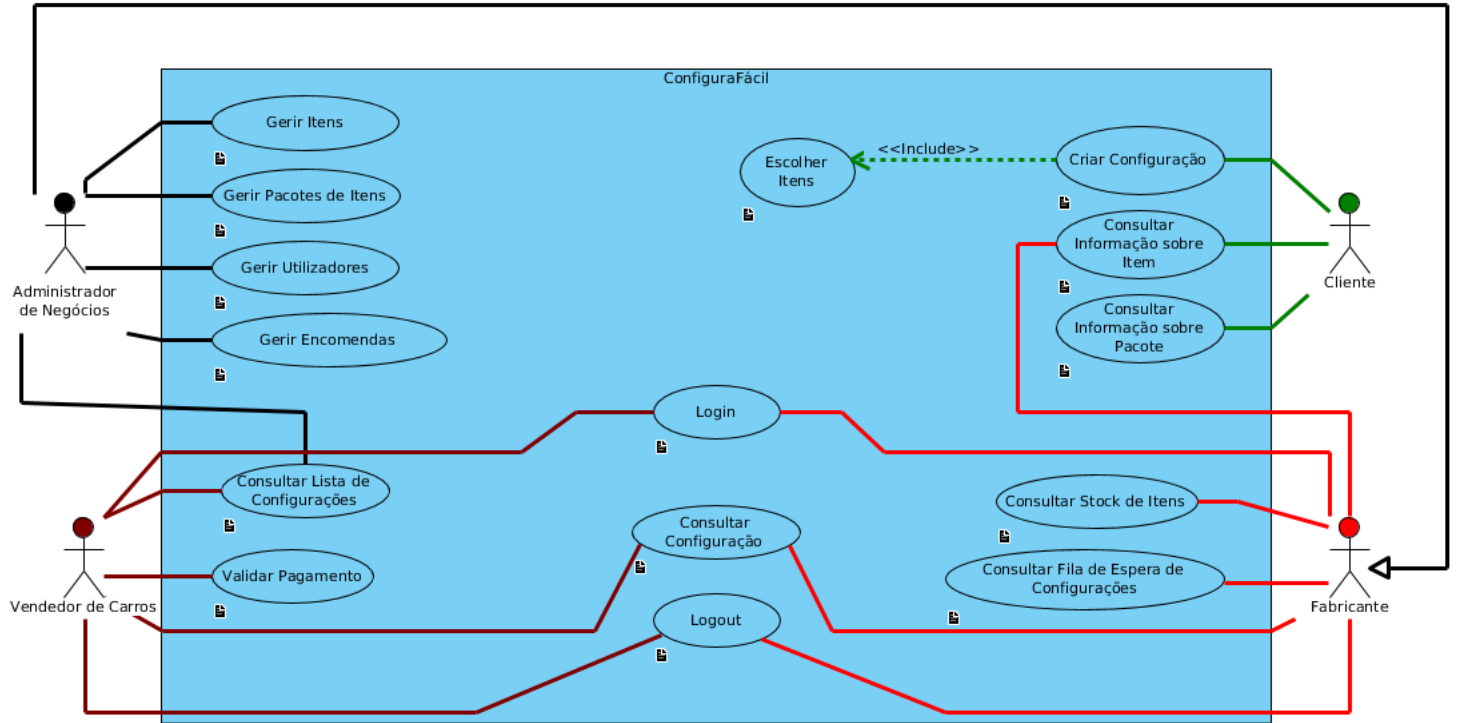 ConfiguraFácil
Gerir Itens
<<Include>>
Escolher
Itens
Criar Configuração
Gerir Pacotes de Itens
Consultar
Informação sobre
Item
Gerir Utilizadores
Administrador
de Negócios
Cliente
Gerir Encomendas
Consultar
Informação sobre
Pacote
Login
Consultar Lista de
Configurações
Consultar Stock de Itens
Consultar
Configuração
Validar Pagamento
Consultar Fila de Espera de
Configurações
Vendedor de Carros
Fabricante
Logout